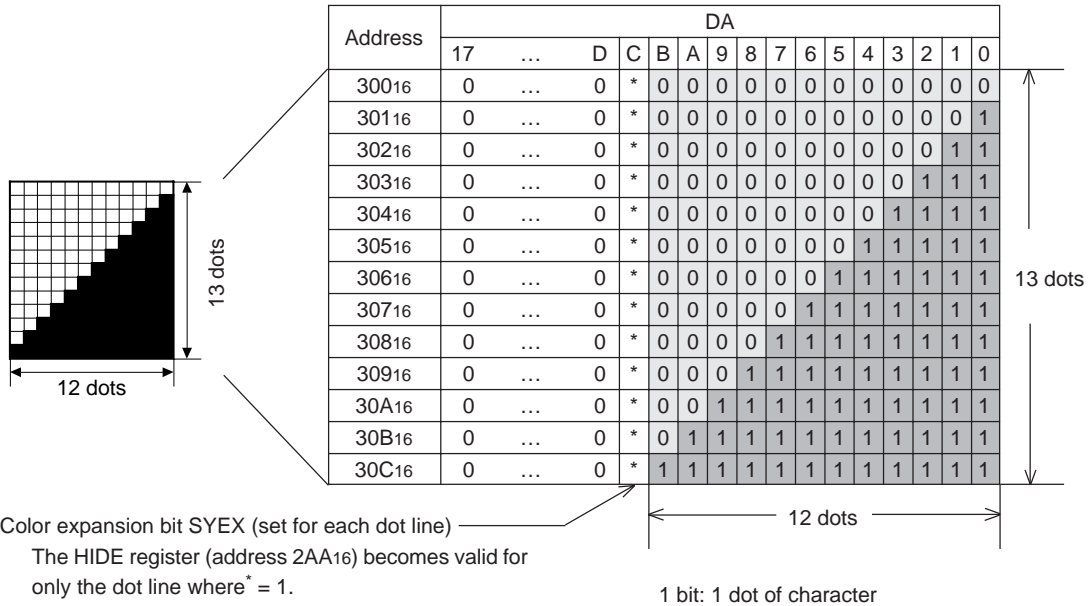 Address DA
17 … D C B A 9 8 7 6 5 4 3 2 1 0
30016 0 … 0 * 0 0 0 0 0 0 0 0 0 0 0 0
30116 0 … 0 * 0 0 0 0 0 0 0 0 0 0 0 1
30216 0 … 0 * 0 0 0 0 0 0 0 0 0 0 1 1
30316 0 … 0 * 0 0 0 0 0 0 0 0 0 1 1 1
30416 0 … 0 * 0 0 0 0 0 0 0 0 1 1 1 1
30516 0 … 0 * 0 0 0 0 0 0 0 1 1 1 1 1
30616 0 … 0 * 0 0 0 0 0 0 1 1 1 1 1 1
30716 0 … 0 * 0 0 0 0 0 1 1 1 1 1 1 1
30816 0 … 0 * 0 0 0 0 1 1 1 1 1 1 1 1
30916 0 … 0 * 0 0 0 1 1 1 1 1 1 1 1 1
30A16 0 … 0 * 0 0 1 1 1 1 1 1 1 1 1 1
30B16 0 … 0 * 0 1 1 1 1 1 1 1 1 1 1 1
30C16 0 … 0 * 1 1 1 1 1 1 1 1 1 1 1 1
13 dots
12 dots
13 dots
12 dots
Color expansion bit SYEX (set for each dot line)
The HIDE register (address 2AA16) becomes valid for
only the dot line where* = 1.
1 bit: 1 dot of character